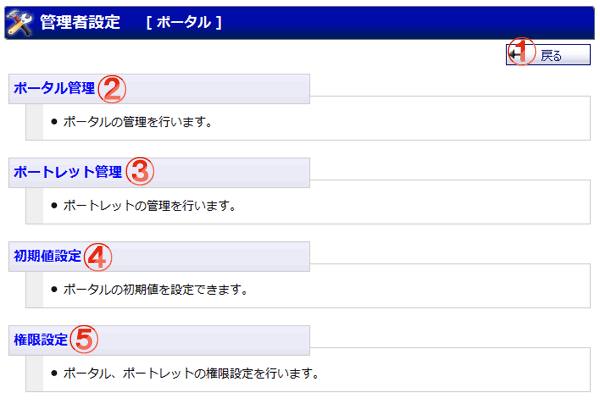 管理者設定 [ ポータル ]
① 戻る
ポータル管理 ②
● ポータルの管理を行います。
ポートレット管理 ③
● ポートレットの管理を行います。
初期値設定 ④
● ポータルの初期値を設定できます。
権限設定 ⑤
● ポータル、ポートレットの権限設定を行います。